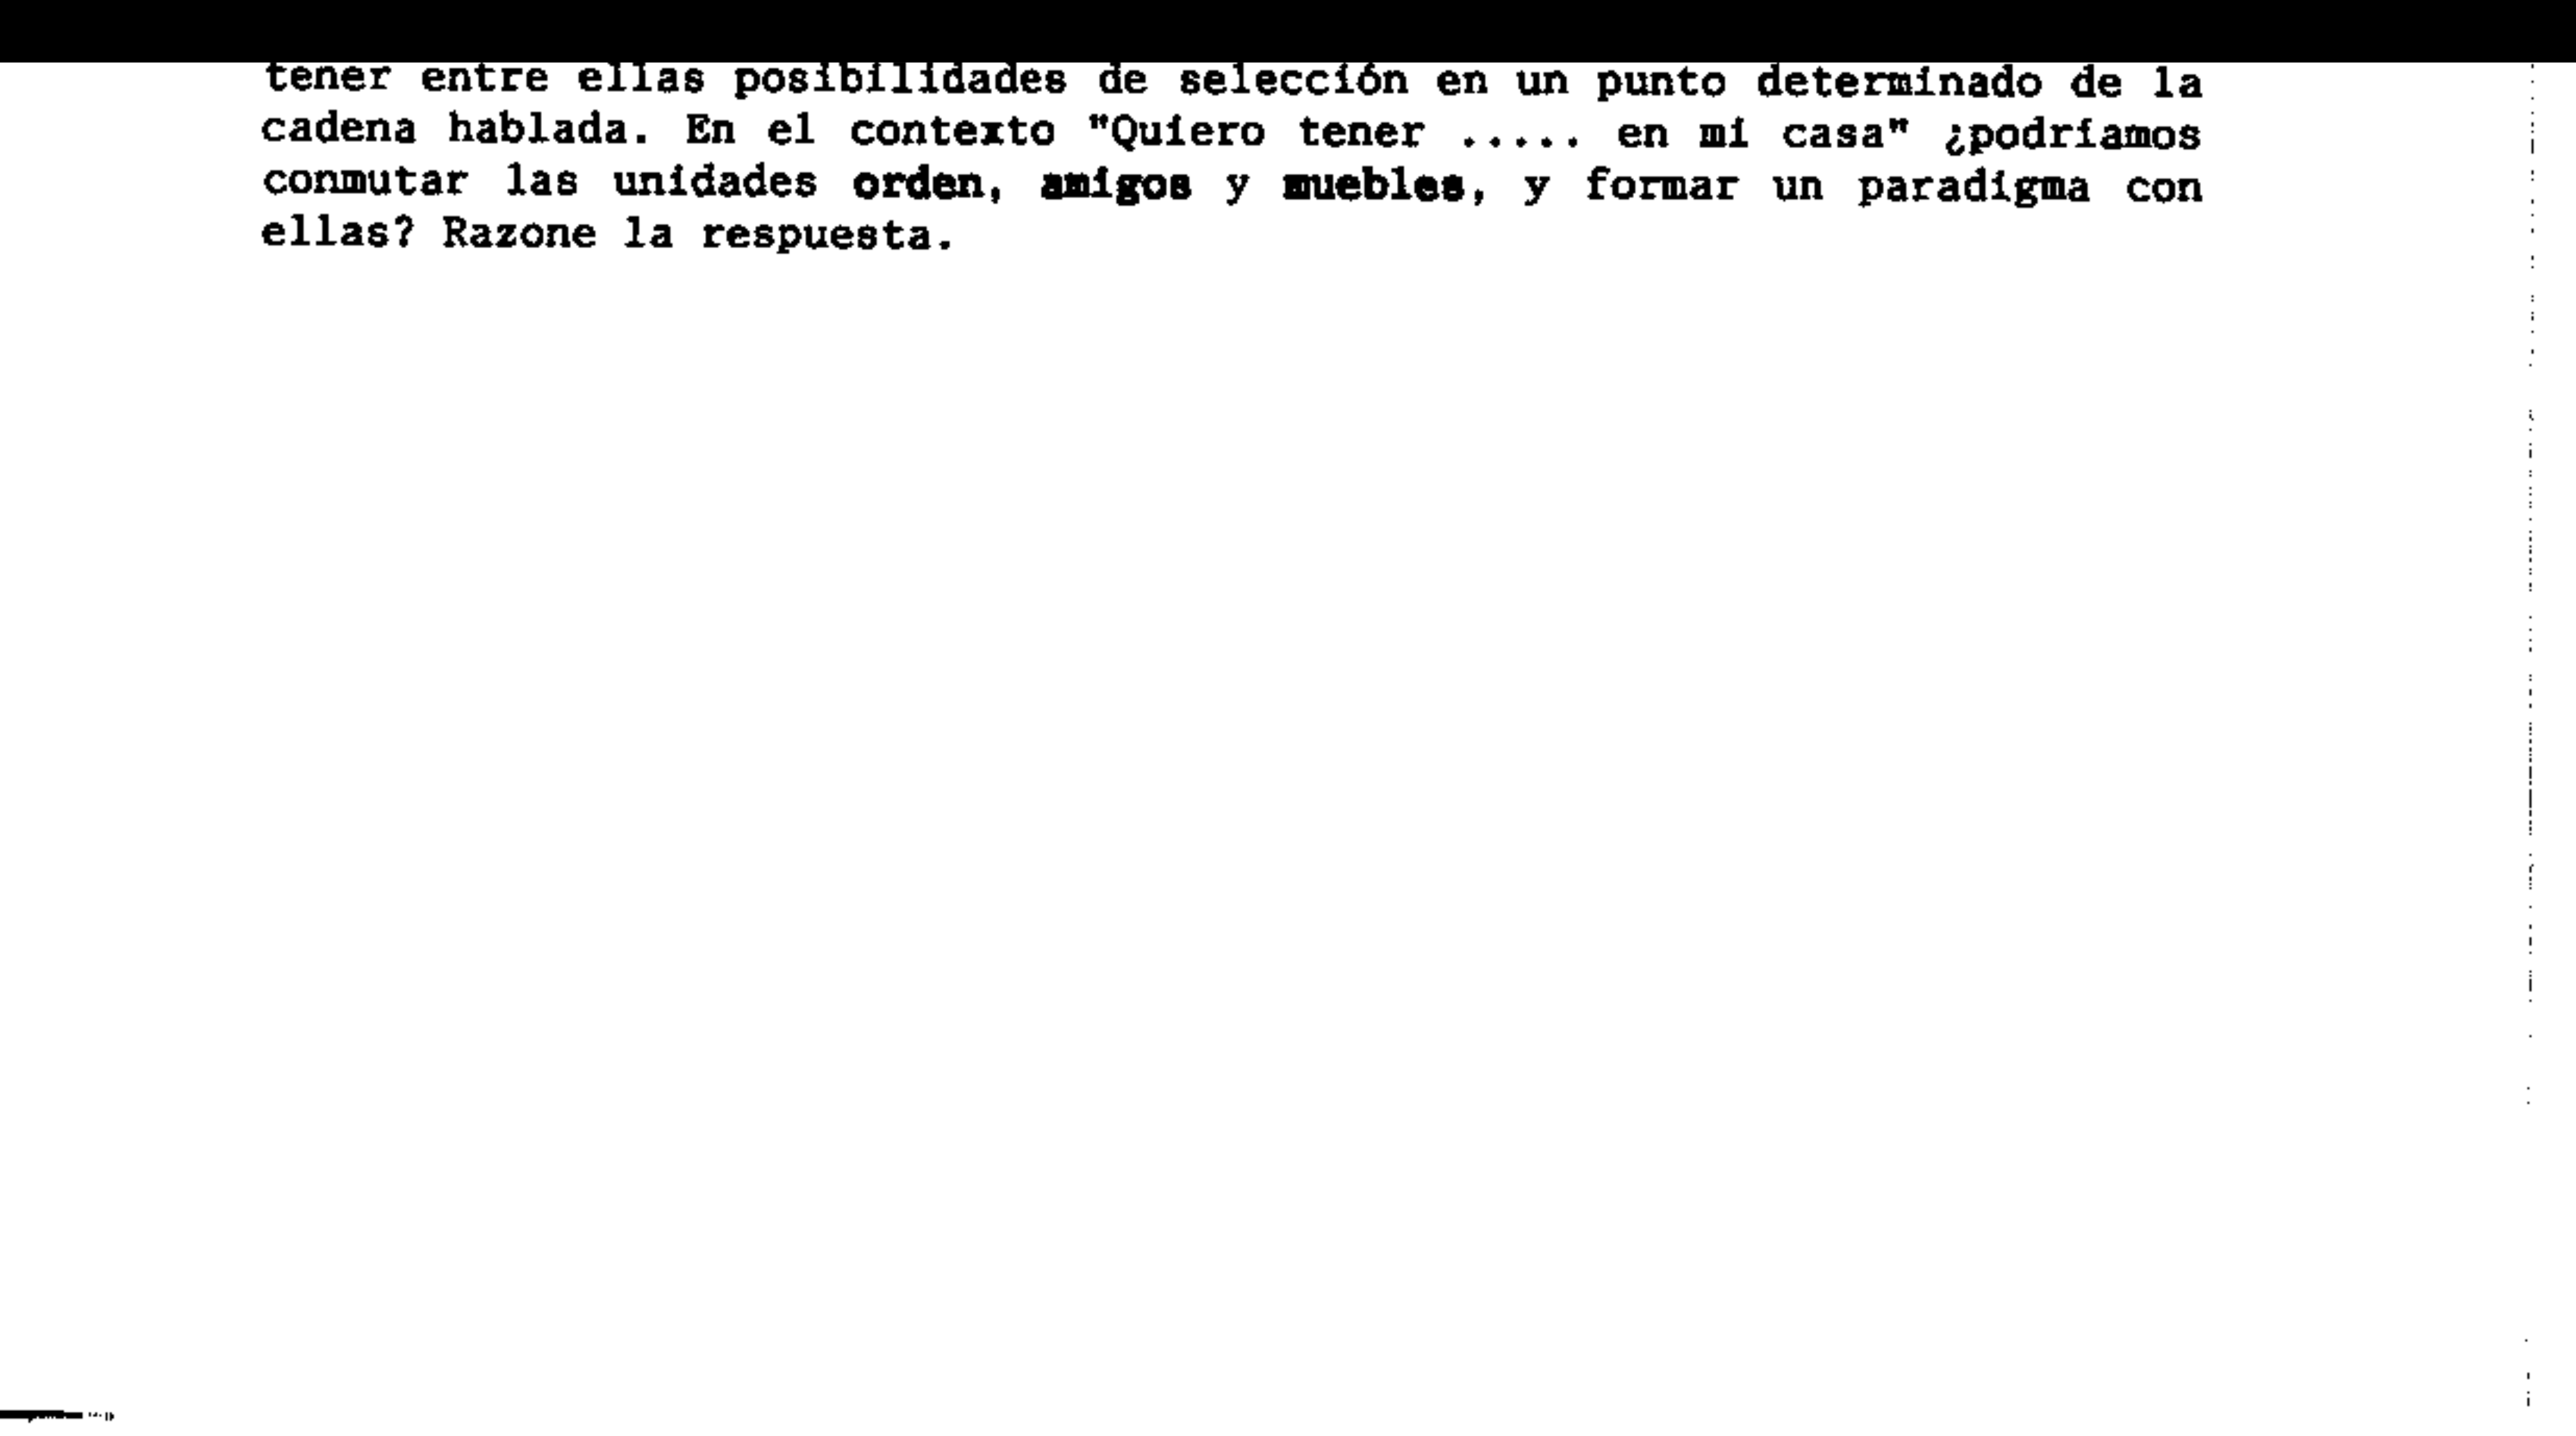 tener entre ellas posibilidades de selección en un punto determinado de la
cadena hablada. En el contexto "Quiero tener ..... en mi casa" ¿podríamos
conmutar las unidades orden, amigos y muebles, y formar un paradigma con
ellas? Razone la respuesta.